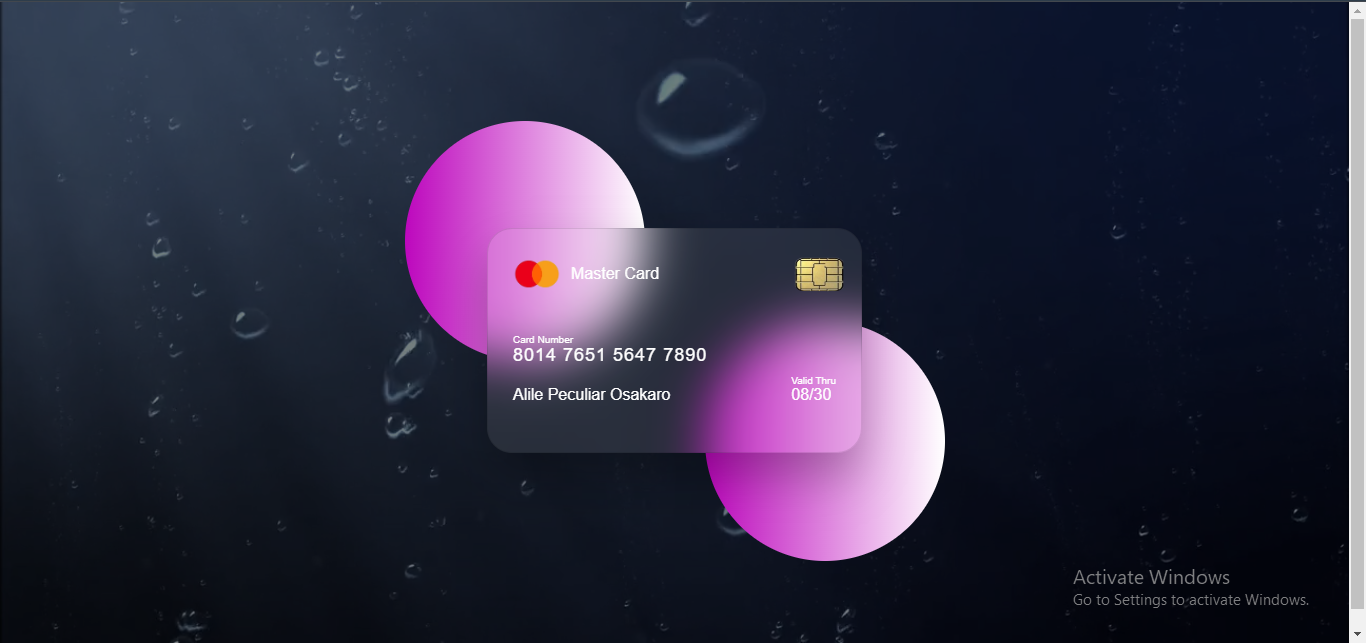 Master Card
Card Number
8014 7651 5647 7890
Valid Thru
Alile Peculiar Osakaro
08/30
Activate Windows
Go to Settings to activate Windows.